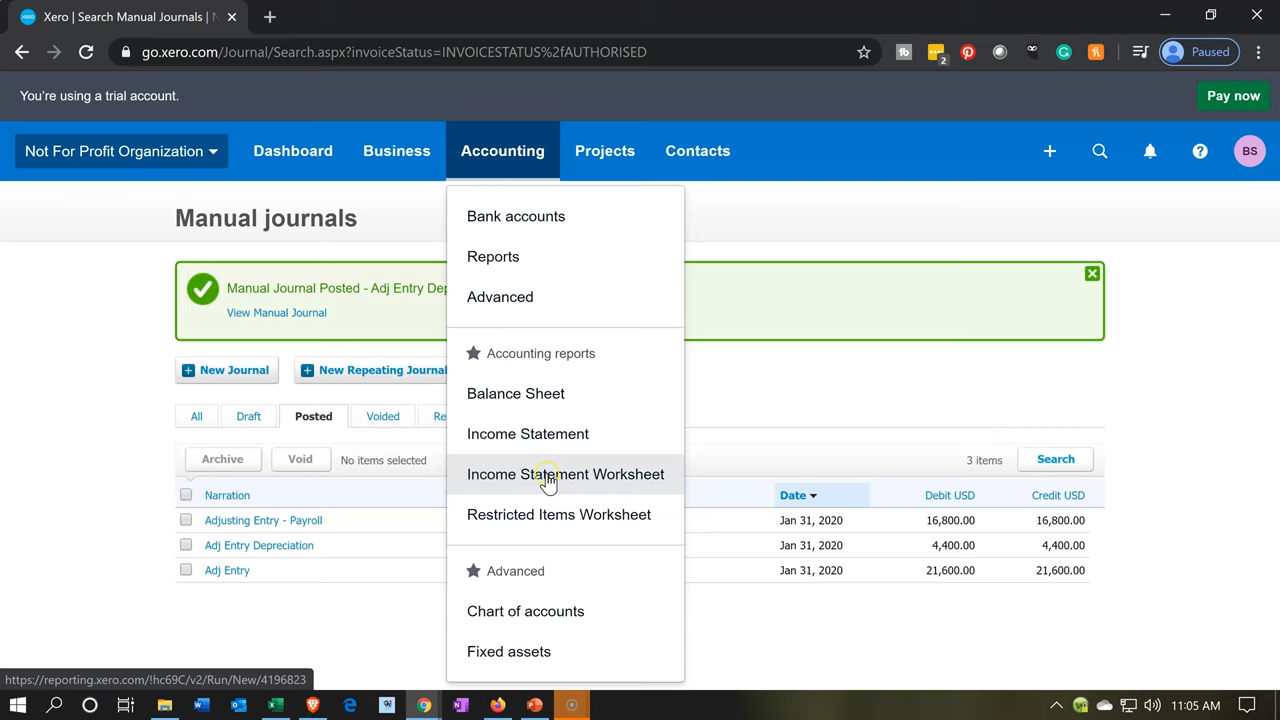 Xero | Search Manual Journals |
go.xero.com/Journal/Search.aspx?invoiceStatus=INVOICESTATUS%2fAUTHORISED
2
Paused
You're using a trial account.
Pay now
Not For Profit Organization
Dashboard
Business
Accounting
Projects
Contacts
BS
Manual journals
Bank accounts
Reports
Advanced
Accounting reports
Balance Sheet
Income Statement
Income Statement Worksheet
Restricted Items Worksheet
Advanced
Chart of accounts
Fixed assets
Manual Journal Posted - Adj Entry De
View Manual Journal
New Journal
New Repeating Journal
All
Draft
Posted
Voided
Re
Archive
Void
No items selected
3 items
Search
Narration
Date
Debit USD
Credit USD
Adjusting Entry - Payroll
Jan 31, 2020
16,800.00
16,800.00
Adj Entry Depreciation
Jan 31, 2020
4,400.00
4,400.00
Adj Entry
Jan 31, 2020
21,600.00
21,600.00
https://reporting.xero.com/!hc69C/v2/Run/New/4196823
11:05 AM